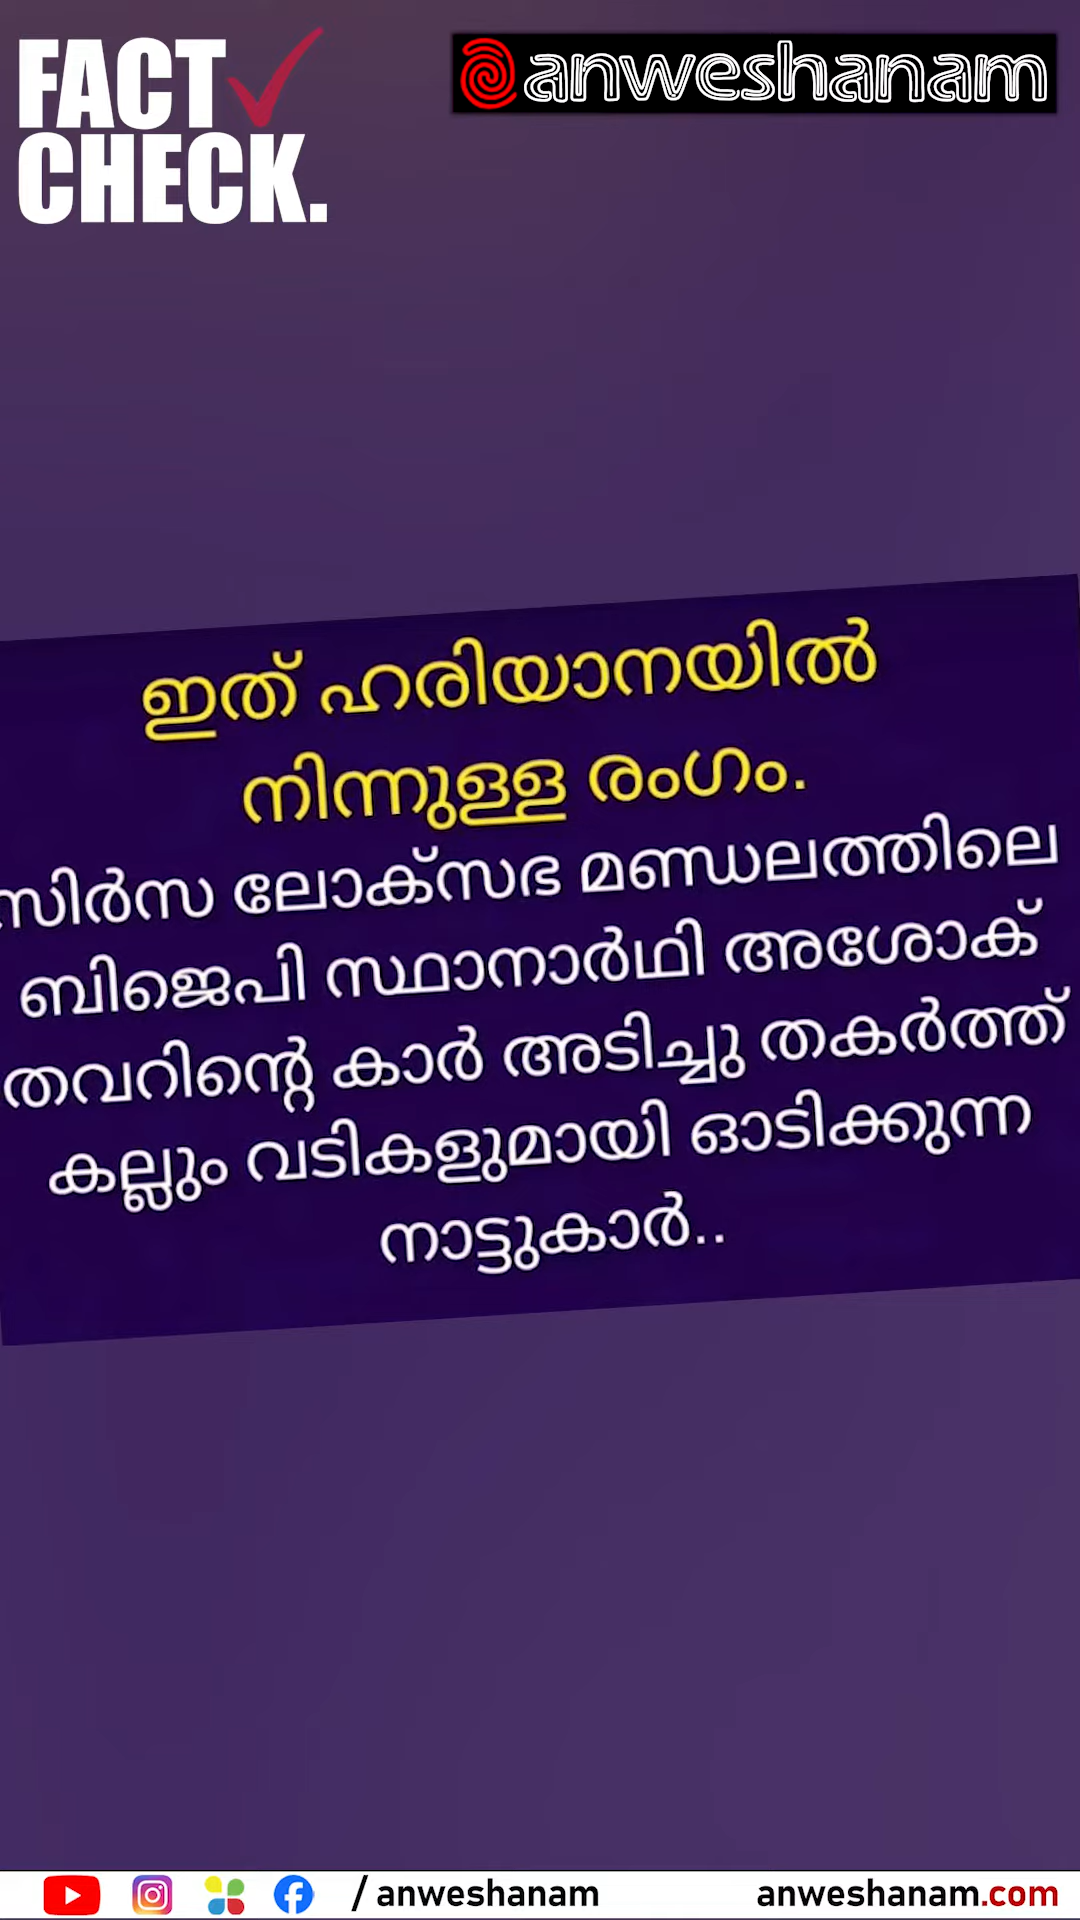 FACT
CHECK.
anweshanam
ഇത് ഹരിയാനയിൽ
നിന്നുള്ള രംഗം.
സിർസ ലോക്സഭ മണ്ഡലത്തിലെ
ബിജെപി സ്ഥാനാർഥി അശോക്
തവറിന്റെ കാർ അടിച്ചു തകർത്ത്
കല്ലും വടികളുമായി ഓടിക്കുന്ന
നാട്ടുകാർ..
/ anweshanam
anweshanam.com